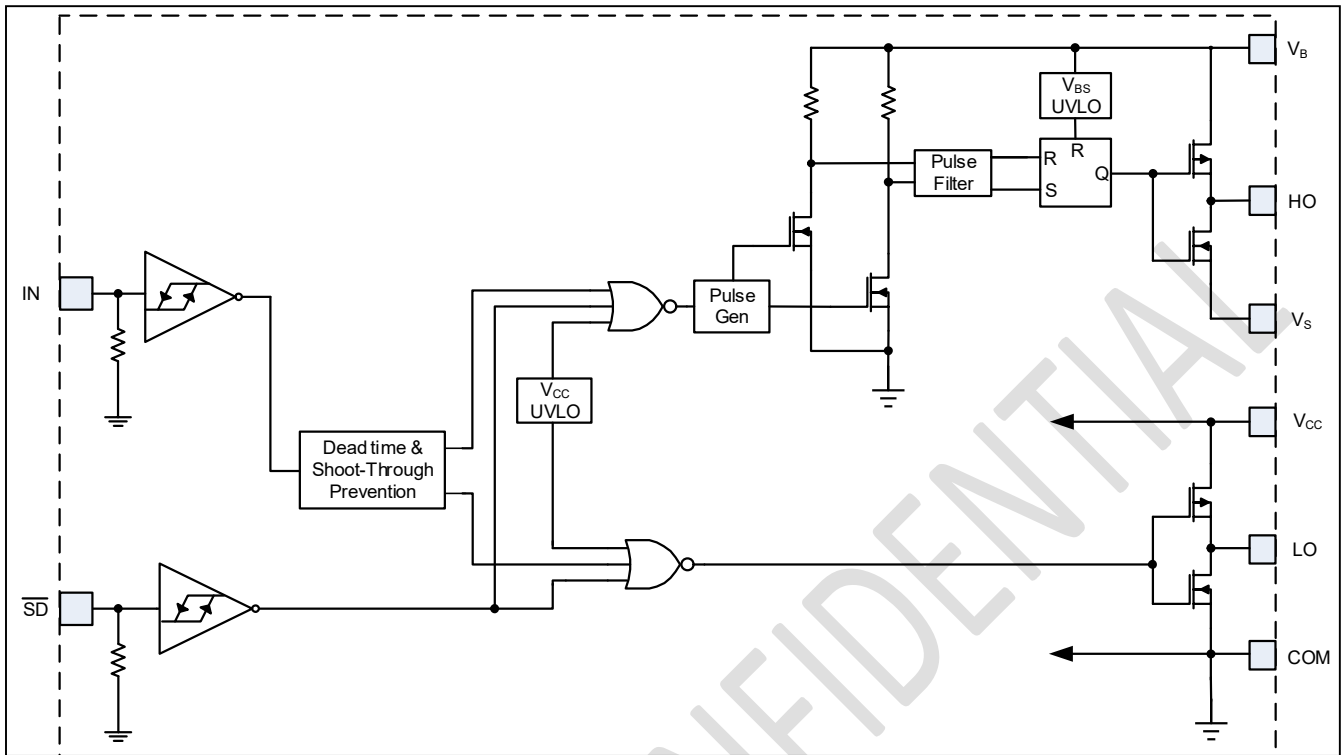 V_B
V_BS
UVLO
R
R
S
Q
Pulse
Filter
HO
IN
Pulse
Gen
V_S
V_CC
UVLO
V_CC
Dead time &
Shoot-Through
Prevention
LO
SD
COM
NFIDENTIAL